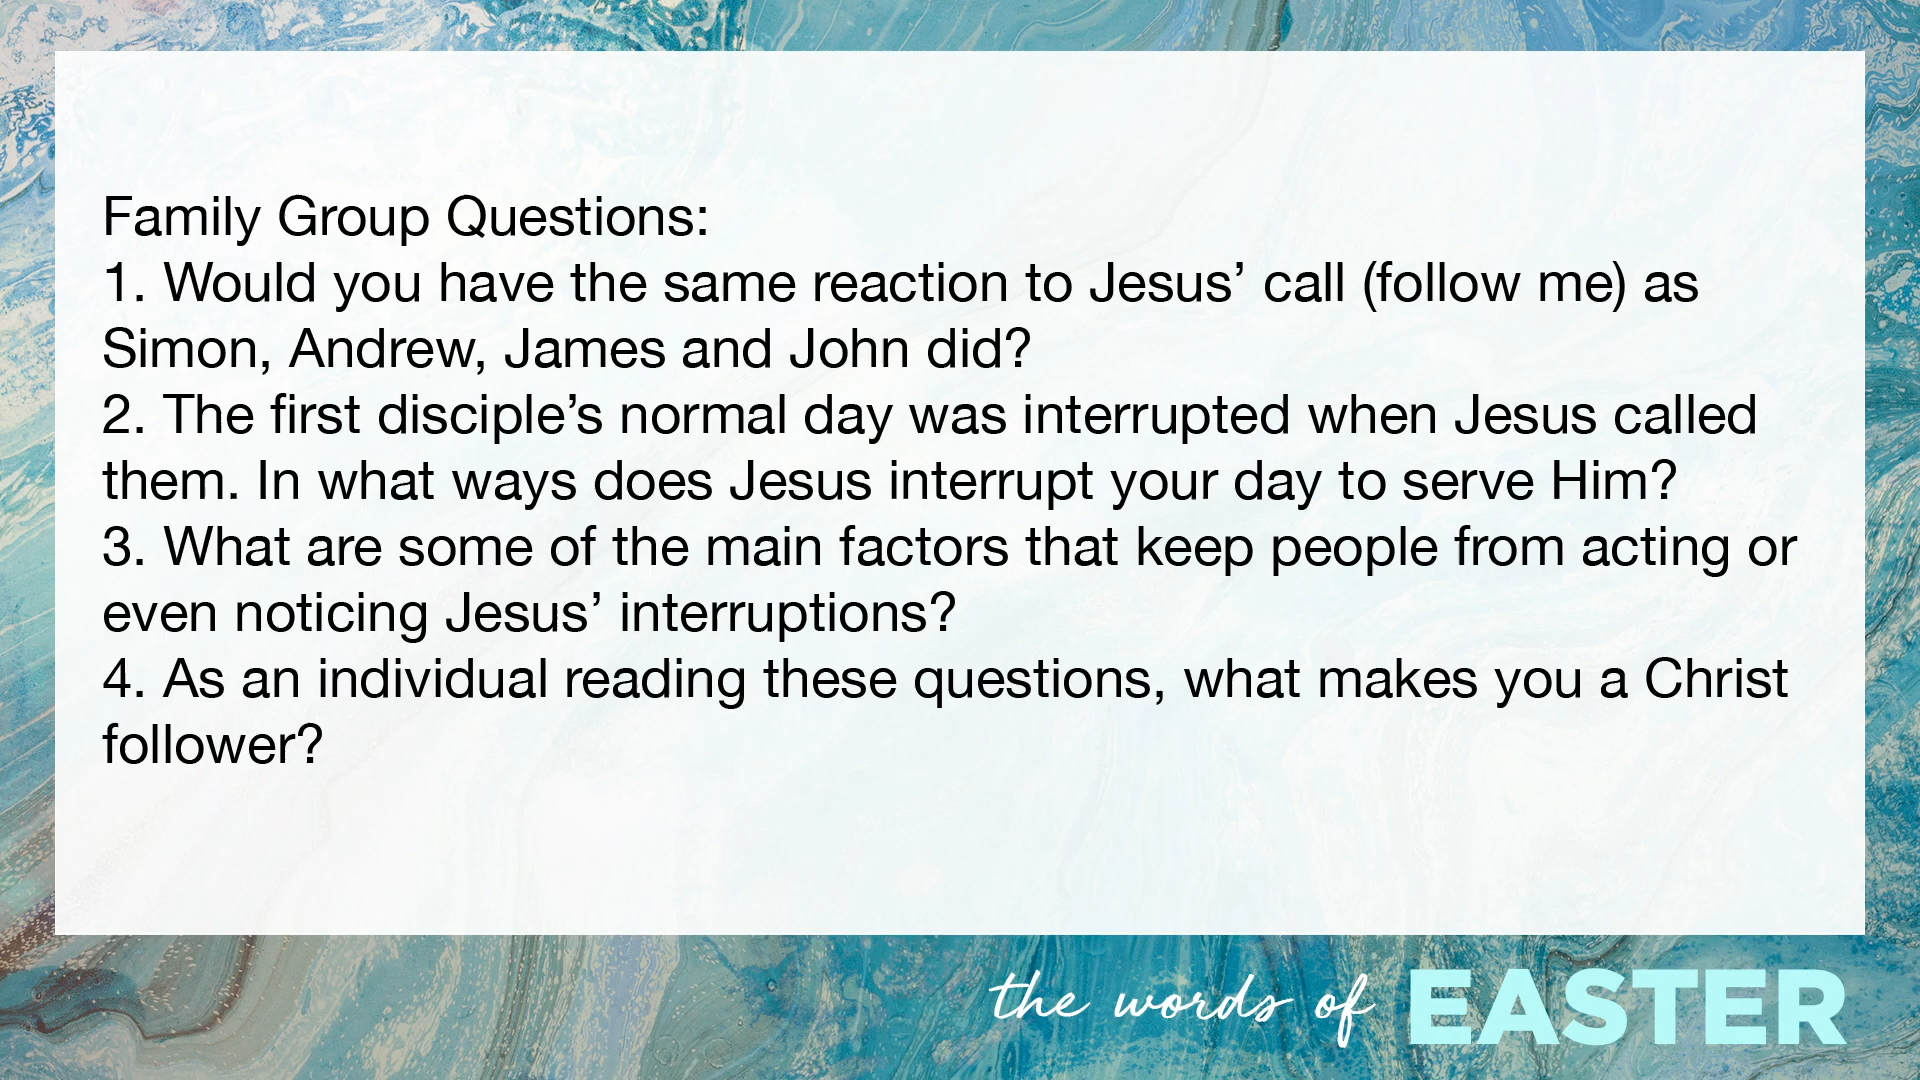 Family Group Questions:
1. Would you have the same reaction to Jesus’ call (follow me) as
Simon, Andrew, James and John did?
2. The first disciple’s normal day was interrupted when Jesus called
them. In what ways does Jesus interrupt your day to serve Him?
3. What are some of the main factors that keep people from acting or
even noticing Jesus’ interruptions?
4. As an individual reading these questions, what makes you a Christ
follower?
the words of EASTER